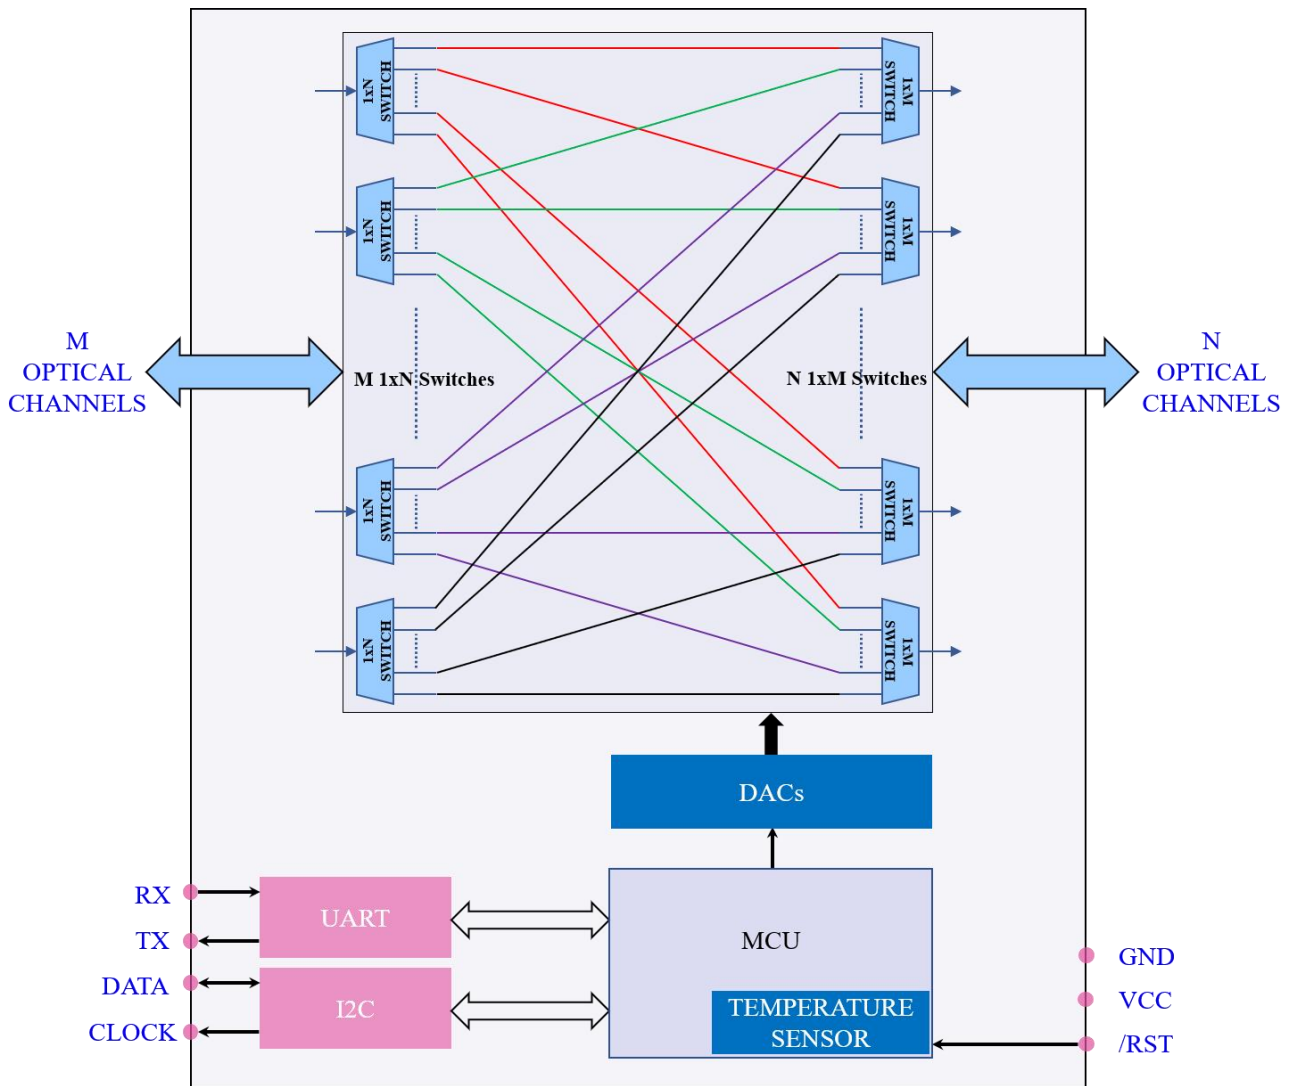 1xN
SWITCH
1xM
SWITCH
1xN
SWITCH
1xM
SWITCH
M
OPTICAL
CHANNELS
M 1xN Switches
N 1xM Switches
N
OPTICAL
CHANNELS
1xN
SWITCH
1xM
SWITCH
1xN
SWITCH
1xM
SWITCH
DACs
RX
TX
DATA
CLOCK
UART
I2C
MCU
TEMPERATURE
SENSOR
GND
VCC
/RST